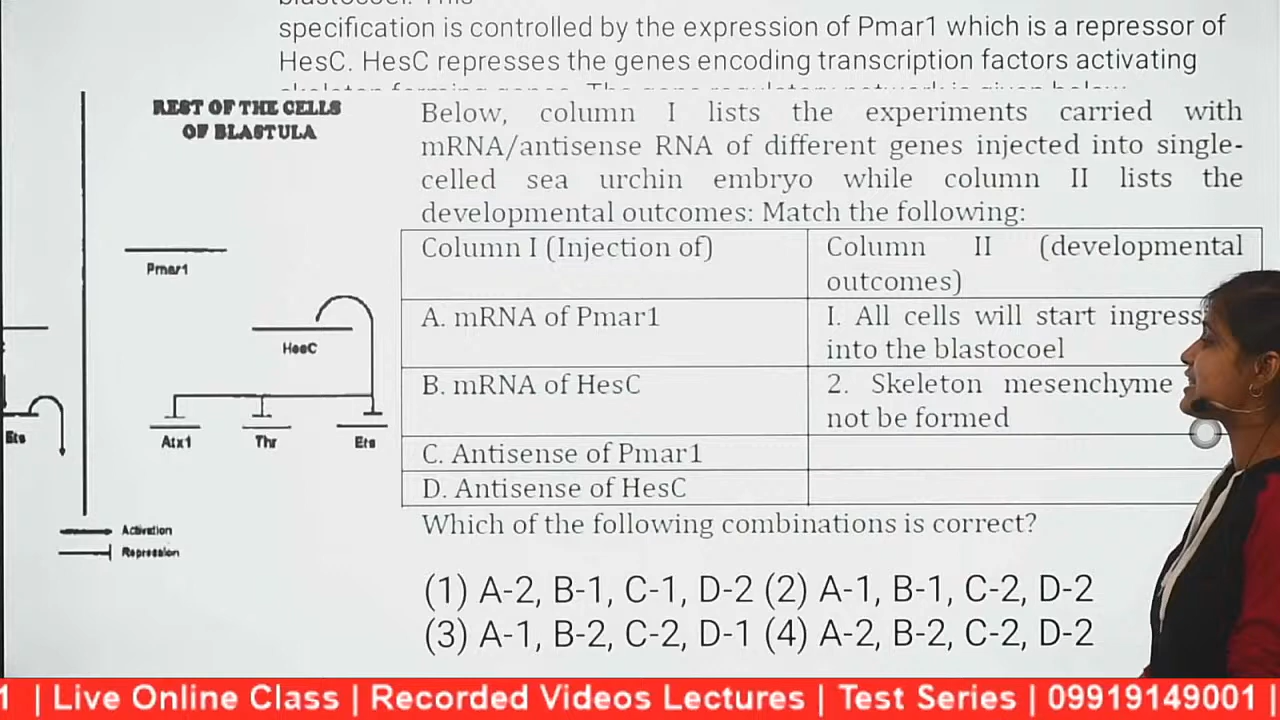 specification is controlled by the expression of Pmar1 which is a repressor of
HesC. HesC represses the genes encoding transcription factors activating
REST OF THE CELLS
OF BLASTULA
Pmar1
HesC
Ets
Atx1
Thr
Ets
Activation
Repression
Below, column I lists the experiments carried with
mRNA/antisense RNA of different genes injected into single-
celled sea urchin embryo while column II lists the
developmental outcomes: Match the following:
Column I (Injection of)
Column II (developmental
outcomes)
A. mRNA of Pmar1
I. All cells will start ingress
into the blastocoel
B. mRNA of HesC
2. Skeleton mesenchyme
not be formed
C. Antisense of Pmar1
D. Antisense of HesC
Which of the following combinations is correct?
(1) A-2, B-1, C-1, D-2 (2) A-1, B-1, C-2, D-2
(3) A-1, B-2, C-2, D-1 (4) A-2, B-2, C-2, D-2
1 | Live Online Class | Recorded Videos Lectures | Test Series | 09919149001 |